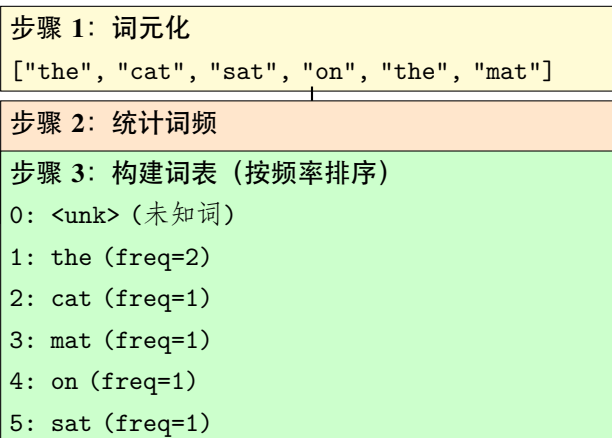 步骤 1：词元化
["the", "cat", "sat", "on", "the", "mat"]
步骤 2：统计词频
步骤 3：构建词表（按频率排序）
0: <unk>（未知词）
1: the (freq=2)
2: cat (freq=1)
3: mat (freq=1)
4: on (freq=1)
5: sat (freq=1)